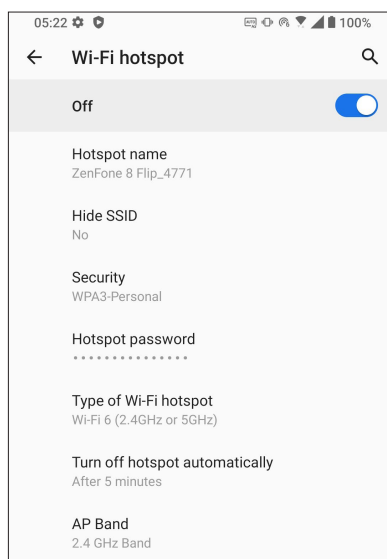 05:22 100%
Wi-Fi hotspot
Off
Hotspot name
ZenFone 8 Flip_4771
Hide SSID
No
Security
WPA3-Personal
Hotspot password
•••••••••••••••
Type of Wi-Fi hotspot
Wi-Fi 6 (2.4GHz or 5GHz)
Turn off hotspot automatically
After 5 minutes
AP Band
2.4 GHz Band